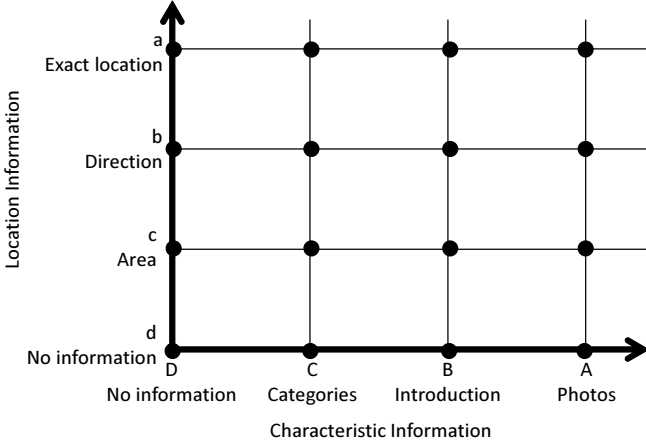 a
Exact location
b
Direction
c
Area
d
No information
Location Information
D
C
B
A
No information
Categories
Introduction
Photos
Characteristic Information